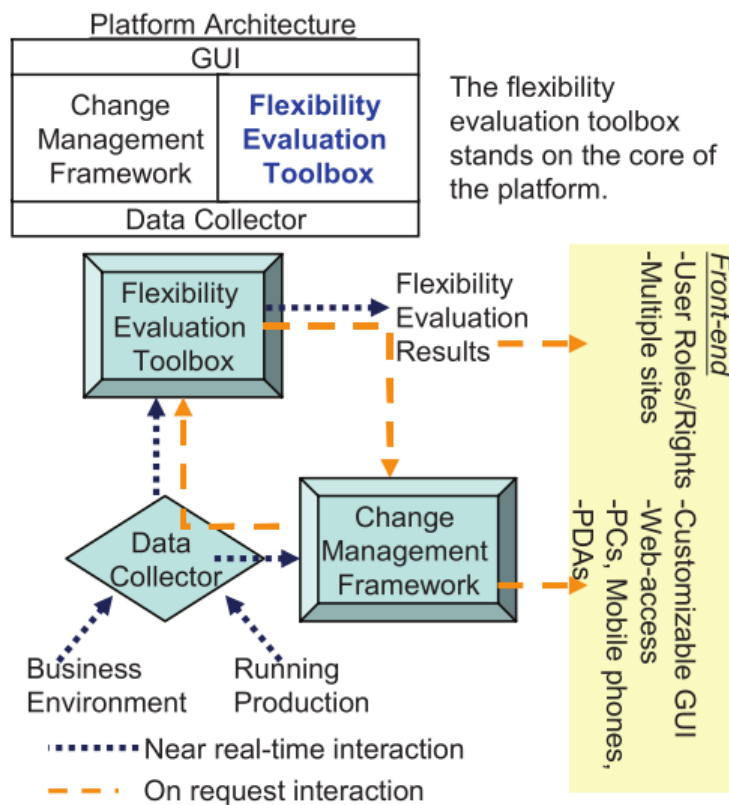 Platform Architecture
GUI
Change
Management
Framework
Flexibility
Evaluation
Toolbox
Data Collector
The flexibility
evaluation toolbox
stands on the core of
the platform.
Flexibility
Evaluation
Toolbox
Flexibility
Evaluation
Results
Front-end
-User Roles/Rights
-Multiple sites
-Customizable GUI
-Web-access
-PCs, Mobile phones,
-PDAs
Data
Collector
Change
Management
Framework
Business
Environment
Running
Production
Near real-time interaction
On request interaction